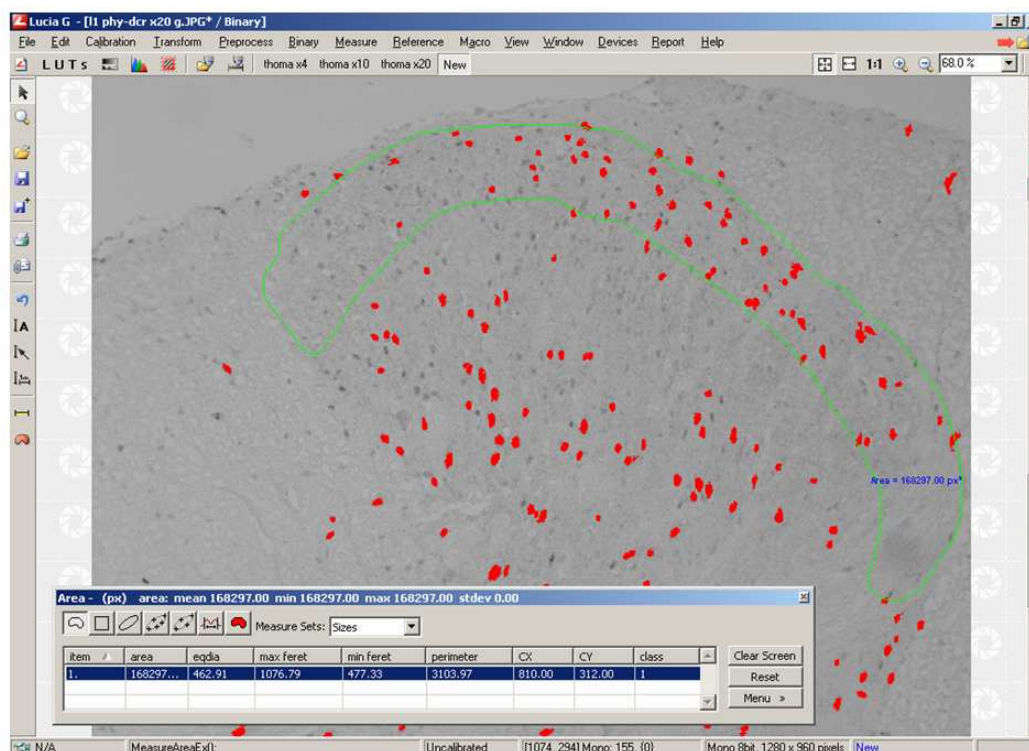 Lucia G - [l1 phy-dcr x20 g.JPG* / Binary]
File Edit Calibration Transform Preprocess Binary Measure Reference Macro View Window Devices Report Help
L U T s thoma x4 thoma x10 thoma x20 New 1:1 68.0 %
Area = 168297.00 px²
Area - (px) area: mean 168297.00 min 168297.00 max 168297.00 stdev 0.00
Measure Sets: Sizes
item area eqdia max feret min feret perimeter CX CY class
1. 168297... 462.91 1076.79 477.33 3103.97 810.00 312.00 1
Clear Screen
Reset
Menu »
N/A MeasureAreaEx(); Uncalibrated [1074, 294] Mono: 155, {0} Mono 8bit, 1280 x 960 pixels New